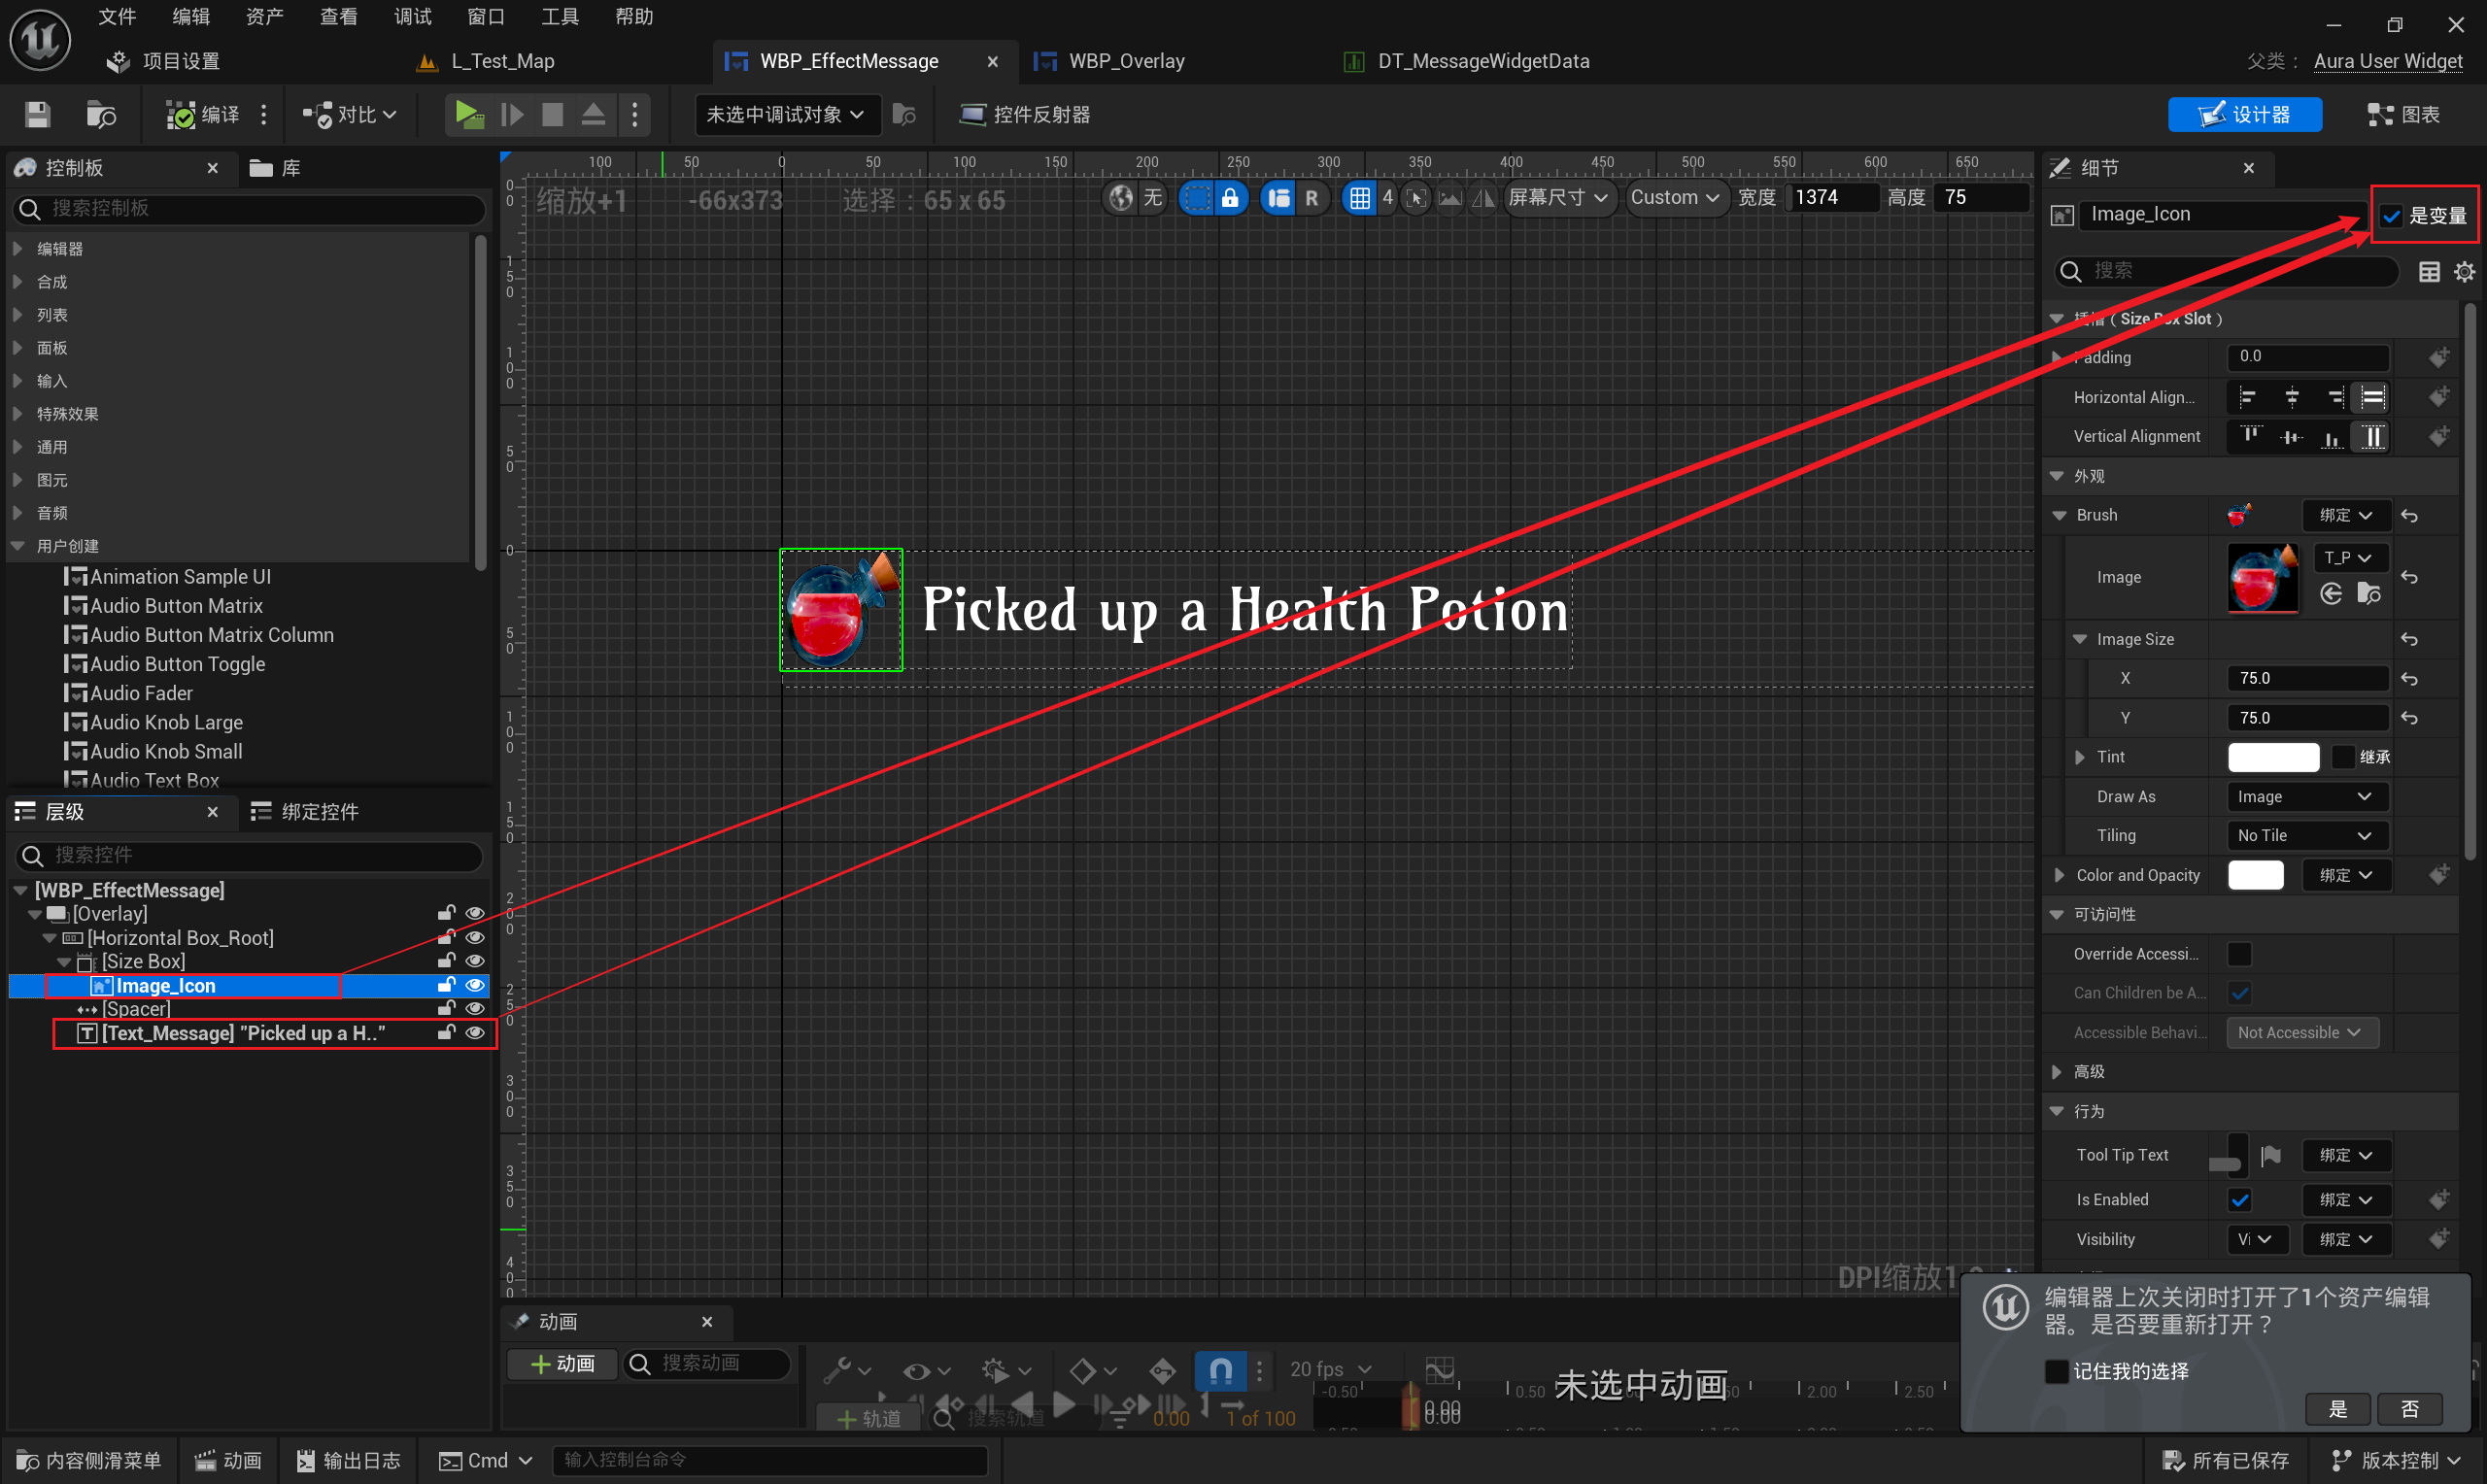 文件 编辑 资产 查看 调试 窗口 工具 帮助
项目设置 L_Test_Map WBP_EffectMessage WBP_Overlay DT_MessageWidgetData 父类： Aura User Widget
编译 对比 未选中调试对象 控件反射器 设计器 图表
控制板 库
搜索控制板
编辑器
合成
列表
面板
输入
特殊效果
通用
图元
音频
用户创建
Animation Sample UI
Audio Button Matrix
Audio Button Matrix Column
Audio Button Toggle
Audio Fader
Audio Knob Large
Audio Knob Small
Audio Text Box
层级 绑定控件
搜索控件
[WBP_EffectMessage]
[Overlay]
[Horizontal Box_Root]
[Size Box]
Image_Icon
[Spacer]
[Text_Message] "Picked up a H.."
100 50 0 50 100 150 200 250 300 350 400 450 500 550 600 650
缩放+1 -66x373 选择：65 x 65 无 R 4 屏幕尺寸 Custom 宽度 1374 高度 75
0
150
100
50
0
50
100
150
200
250
300
350
400
Picked up a Health Potion
DPI缩放1
细节
Image_Icon 是变量
搜索
（Size Box Slot）
Padding 0.0
Horizontal Align...
Vertical Alignment
外观
Brush 绑定
Image T_P
Image Size
X 75.0
Y 75.0
Tint 继承
Draw As Image
Tiling No Tile
Color and Opacity 绑定
可访问性
Override Accessi...
Can Children be A...
Accessible Behavi... Not Accessible
高级
行为
Tool Tip Text 绑定
Is Enabled 绑定
Visibility Vi 绑定
编辑器上次关闭时打开了1个资产编辑
器。是否要重新打开？
记住我的选择
是 否
动画
动画 搜索动画 20 fps
轨道 搜索轨道 0.00 1 of 100
-0.50 0.00 0.50 未选中动画 2.00 2.50
内容侧滑菜单 动画 输出日志 Cmd 输入控制台命令 所有已保存 版本控制